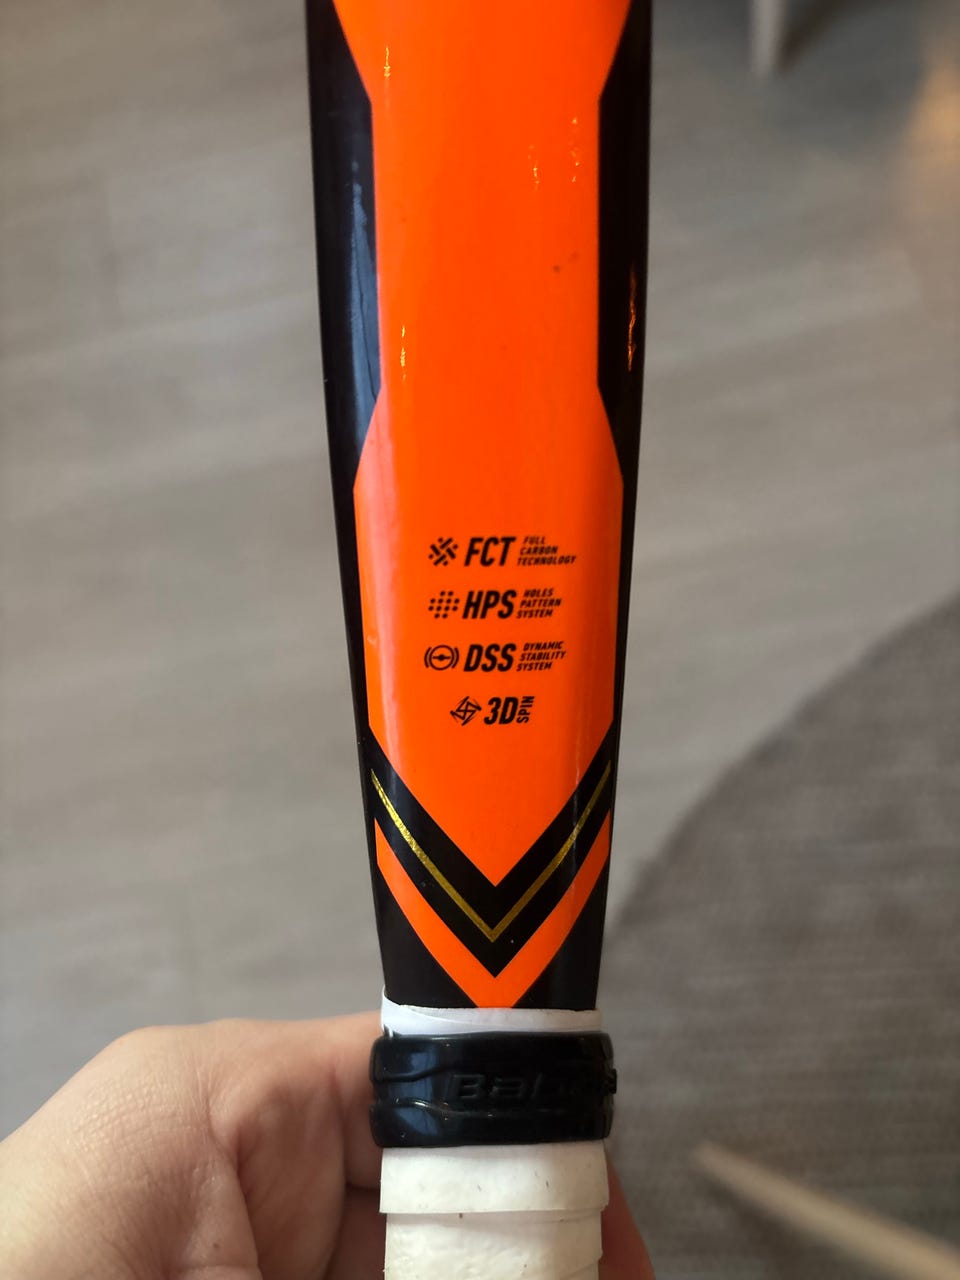 FCT FULL
CARBON
TECHNOLOGY
HPS HOLES
PATTERN
SYSTEM
DSS DYNAMIC
STABILITY
SYSTEM
3D SPIN